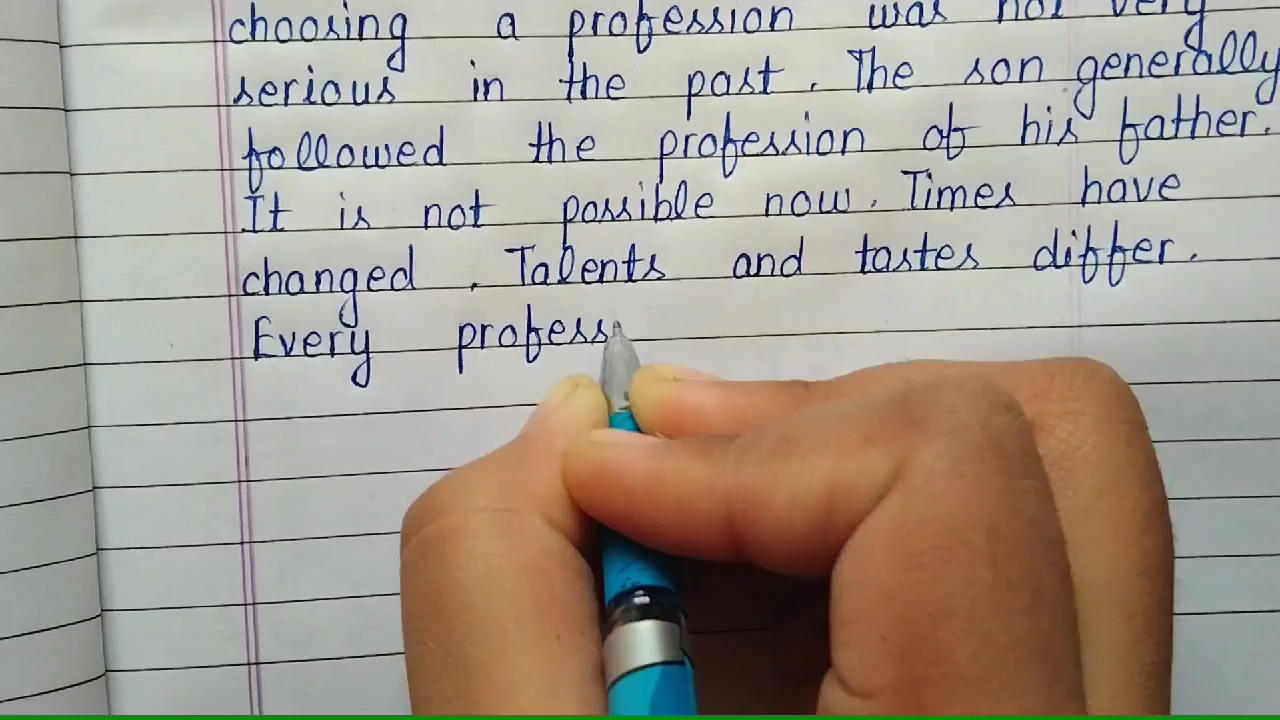 choosing a profession was not very
serious in the past. The son generally
followed the profession of his father.
It is not possible now. Times have
changed. Talents and tastes differ.
Every profess